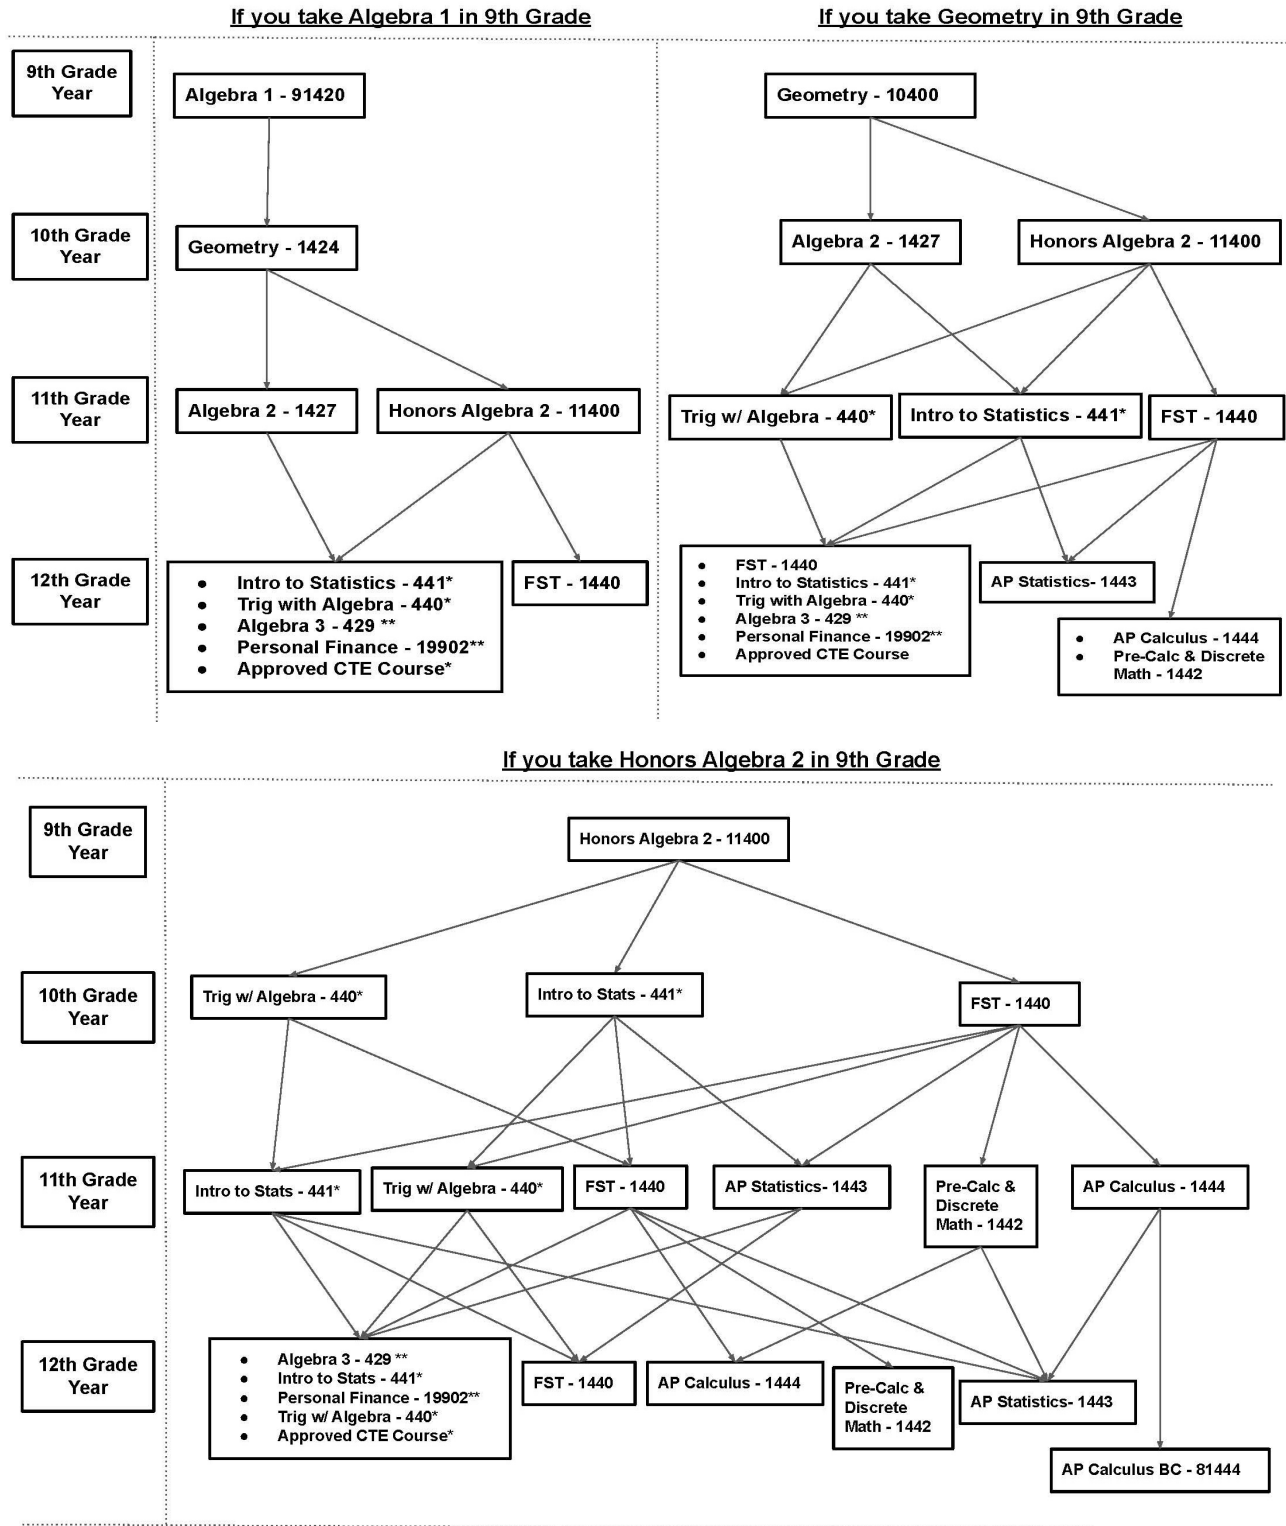 If you take Algebra 1 in 9th Grade
9th Grade
Year
Algebra 1 - 91420
10th Grade
Year
Geometry - 1424
11th Grade
Year
Algebra 2 - 1427
Honors Algebra 2 - 11400
12th Grade
Year
● Intro to Statistics - 441*
● Trig with Algebra - 440*
● Algebra 3 - 429 **
● Personal Finance - 19902**
● Approved CTE Course*
FST - 1440
If you take Geometry in 9th Grade
Geometry - 10400
Algebra 2 - 1427
Honors Algebra 2 - 11400
Trig w/ Algebra - 440*
Intro to Statistics - 441*
FST - 1440
● FST - 1440
● Intro to Statistics - 441*
● Trig with Algebra - 440*
● Algebra 3 - 429 **
● Personal Finance - 19902**
● Approved CTE Course
AP Statistics- 1443
● AP Calculus - 1444
● Pre-Calc & Discrete
Math - 1442
If you take Honors Algebra 2 in 9th Grade
9th Grade
Year
Honors Algebra 2 - 11400
10th Grade
Year
Trig w/ Algebra - 440*
Intro to Stats - 441*
FST - 1440
11th Grade
Year
Intro to Stats - 441*
Trig w/ Algebra - 440*
FST - 1440
AP Statistics- 1443
Pre-Calc &
Discrete
Math - 1442
AP Calculus - 1444
12th Grade
Year
● Algebra 3 - 429 **
● Intro to Stats - 441*
● Personal Finance - 19902**
● Trig w/ Algebra - 440*
● Approved CTE Course*
FST - 1440
AP Calculus - 1444
Pre-Calc &
Discrete
Math - 1442
AP Statistics- 1443
AP Calculus BC - 81444